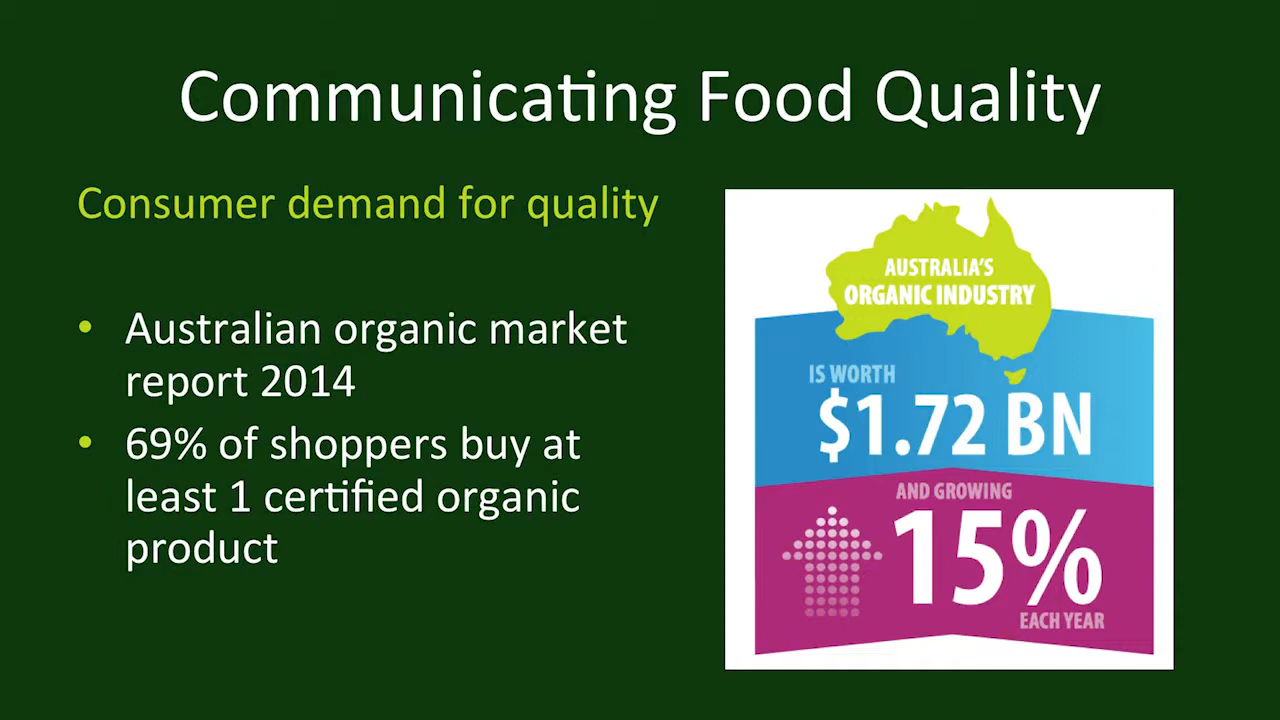 Communicating Food Quality
Consumer demand for quality
• Australian organic market
report 2014
• 69% of shoppers buy at
least 1 certified organic
product
AUSTRALIA'S
ORGANIC INDUSTRY
IS WORTH
$1.72 BN
AND GROWING
15%
EACH YEAR